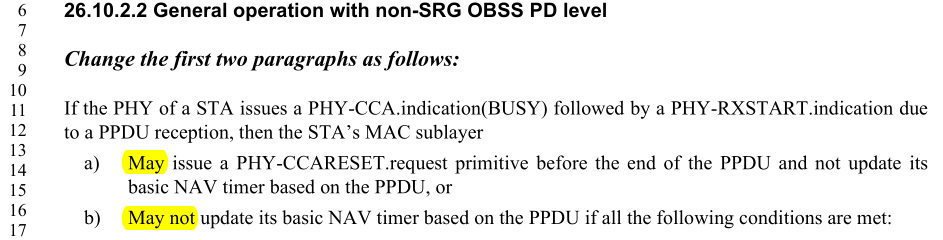 6 26.10.2.2 General operation with non-SRG OBSS PD level
7
8 Change the first two paragraphs as follows:
9
10
11 If the PHY of a STA issues a PHY-CCA.indication(BUSY) followed by a PHY-RXSTART.indication due
12 to a PPDU reception, then the STA’s MAC sublayer
13
14 a) May issue a PHY-CCARESET.request primitive before the end of the PPDU and not update its
15 basic NAV timer based on the PPDU, or
16
17 b) May not update its basic NAV timer based on the PPDU if all the following conditions are met: